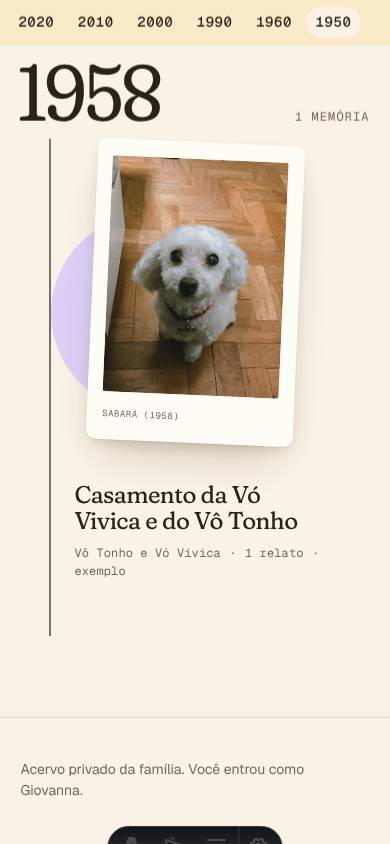 2020 2010 2000 1990 1960 1950
1958
1 MEMÓRIA
SABARÁ (1958)
Casamento da Vó
Vivica e do Vô Tonho
Vô Tonho e Vó Vivica · 1 relato ·
exemplo
Acervo privado da família. Você entrou como
Giovanna.